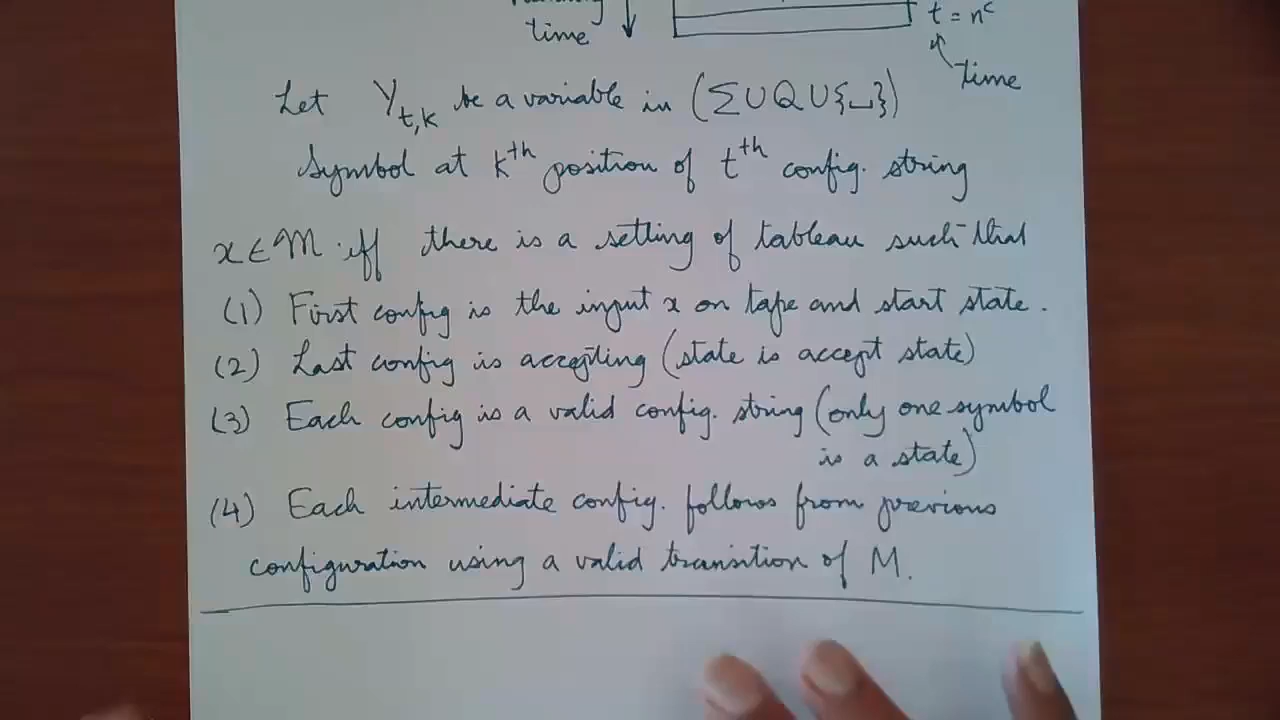 time
t = n^c
time
Let Y_{t,k} be a variable in (Σ∪Q∪{␣})
Symbol at k^th position of t^th config. string
x ∈ M iff there is a setting of tableau such that
(1) First config is the input x on tape and start state.
(2) Last config is accepting (state is accept state)
(3) Each config is a valid config. string (only one symbol
is a state)
(4) Each intermediate config. follows from previous
configuration using a valid transition of M.